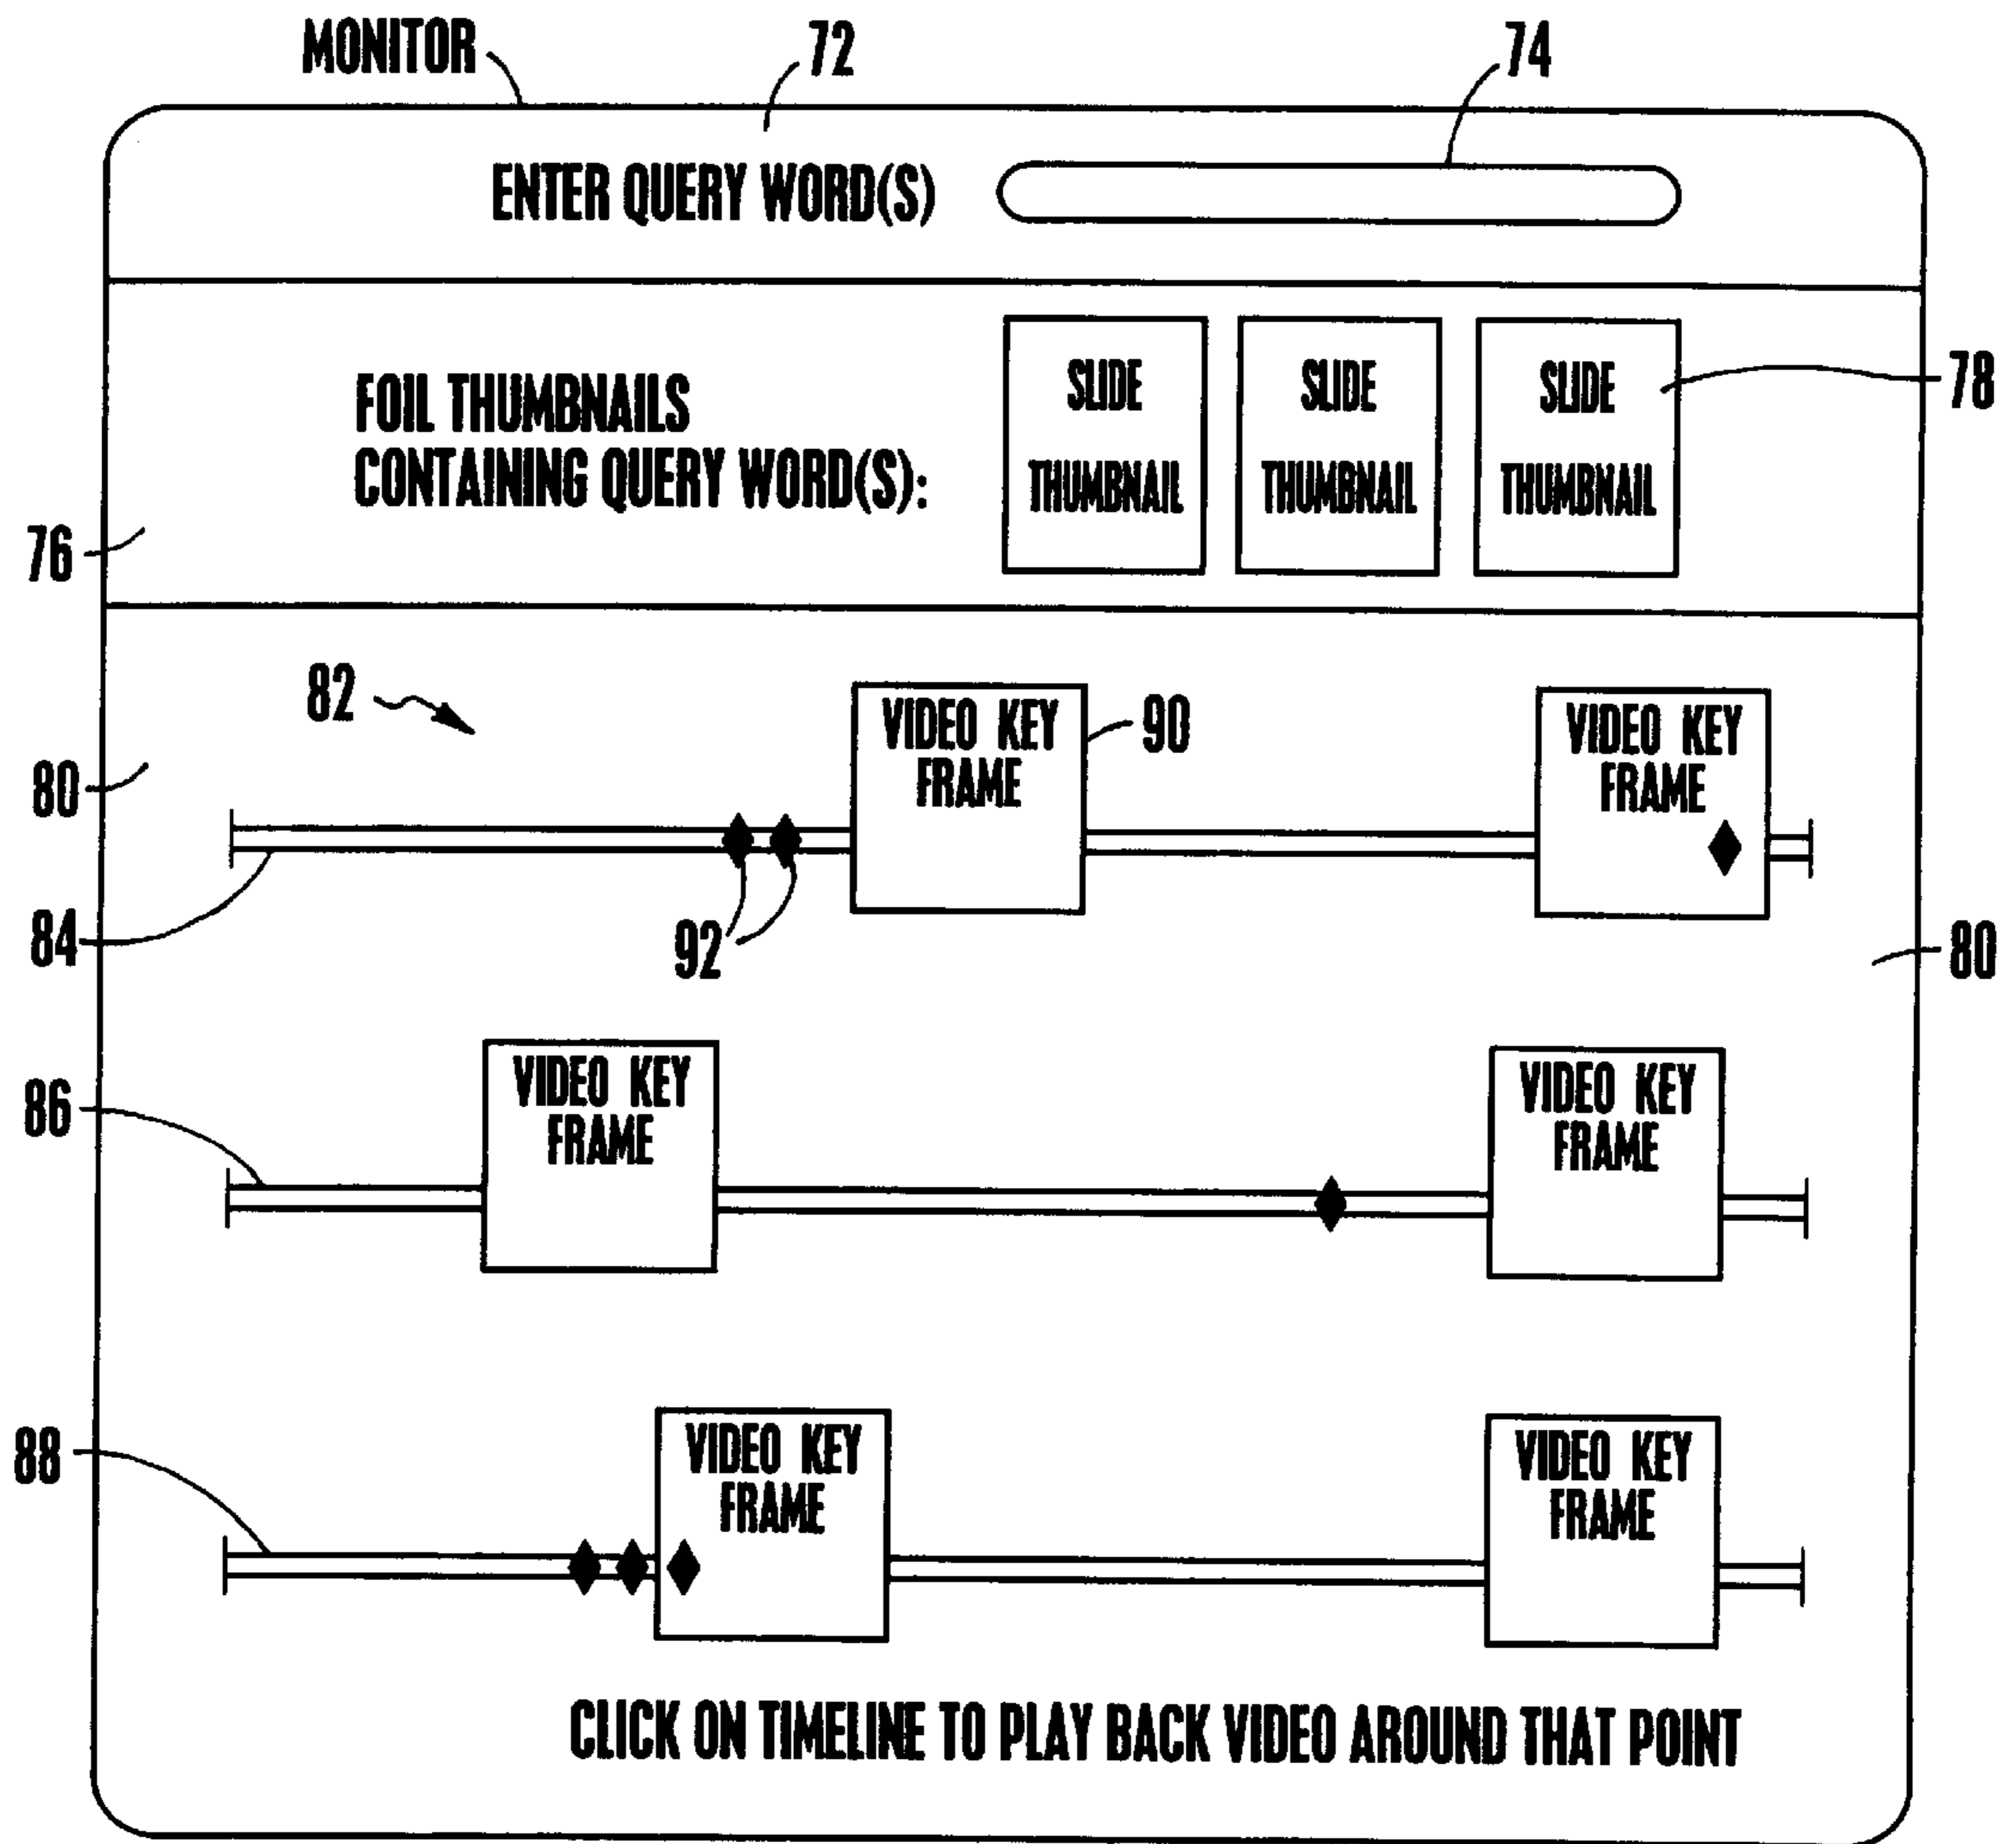 MONITOR
72
74
ENTER QUERY WORD(S)
FOIL THUMBNAILS
CONTAINING QUERY WORD(S):
SLIDE
THUMBNAIL
SLIDE
THUMBNAIL
SLIDE
THUMBNAIL
78
76
82
VIDEO KEY
FRAME
90
VIDEO KEY
FRAME
80
84
92
80
86
VIDEO KEY
FRAME
VIDEO KEY
FRAME
88
VIDEO KEY
FRAME
VIDEO KEY
FRAME
CLICK ON TIMELINE TO PLAY BACK VIDEO AROUND THAT POINT